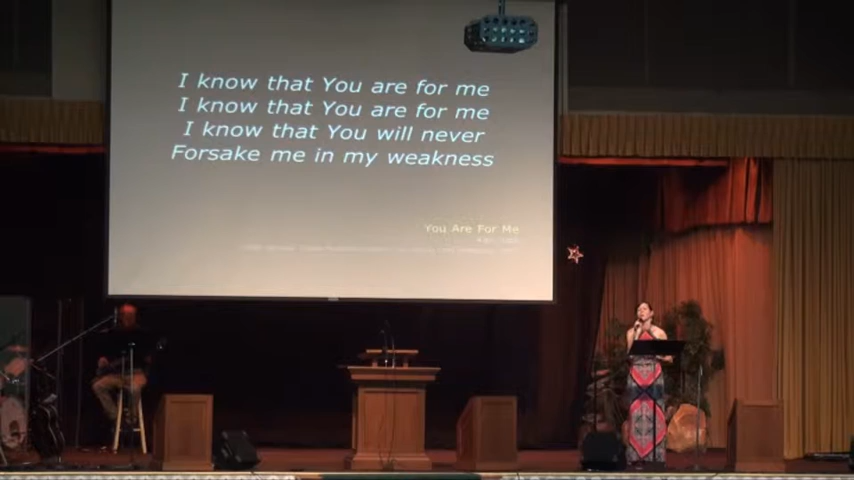 I know that You are for me
I know that You are for me
I know that You will never
Forsake me in my weakness
You Are For Me